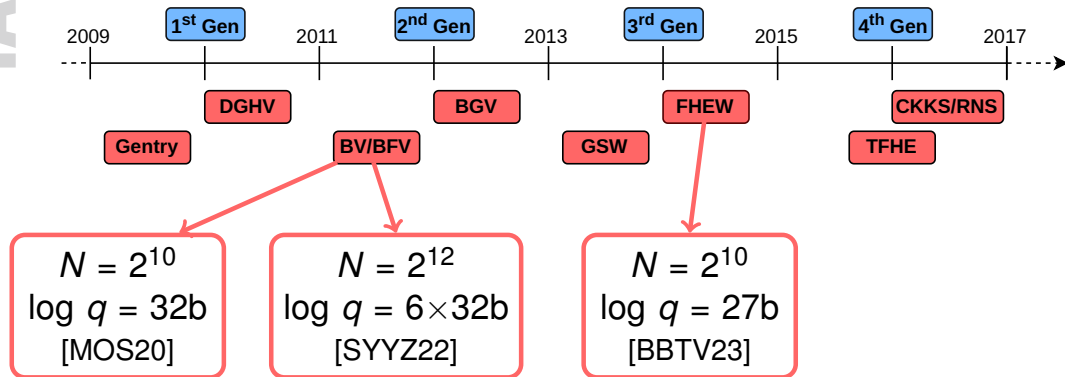 1st Gen 2nd Gen 3rd Gen 4th Gen
2009 2011 2013 2015 2017
DGHV BGV FHEW CKKS/RNS
Gentry BV/BFV GSW TFHE
N = 2^10
log q = 32b
[MOS20]
N = 2^12
log q = 6×32b
[SYYZ22]
N = 2^10
log q = 27b
[BBTV23]